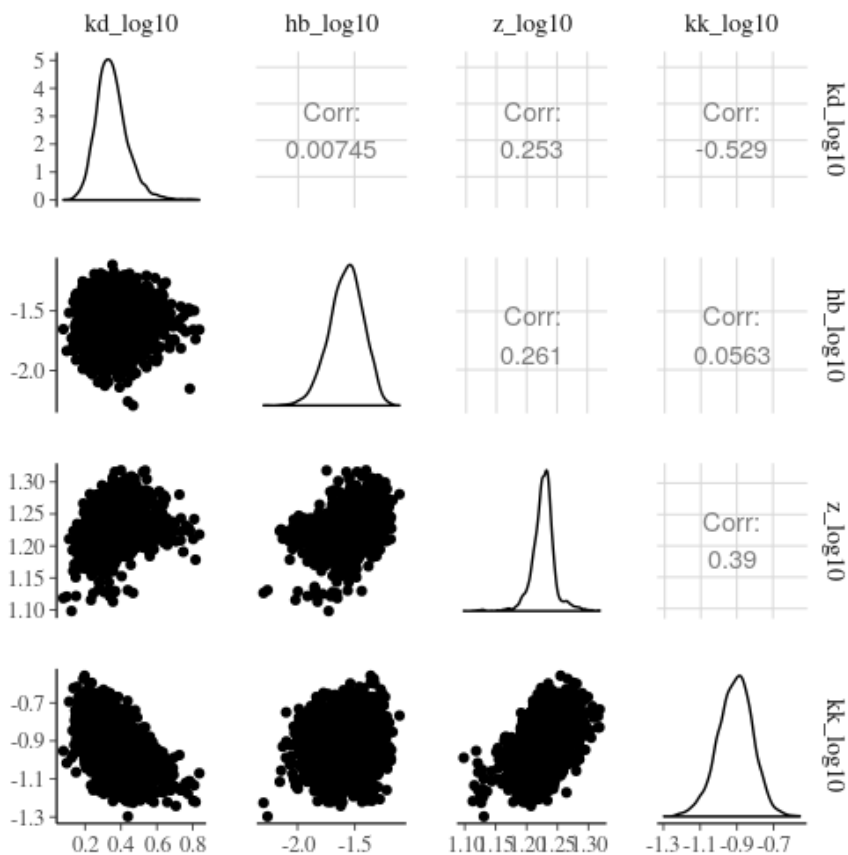 kd_log10 hb_log10 z_log10 kk_log10
5
4
3
2
1
0
Corr:
0.00745
Corr:
0.253
Corr:
-0.529
kd_log10
-1.5
-2.0
Corr:
0.261
Corr:
0.0563
hb_log10
1.30
1.25
1.20
1.15
1.10
Corr:
0.39
z_log10
-0.7
-0.9
-1.1
-1.3
kk_log10
0.2 0.4 0.6 0.8 -2.0 -1.5 1.10 1.15 1.20 1.25 1.30 -1.3 -1.1 -0.9 -0.7